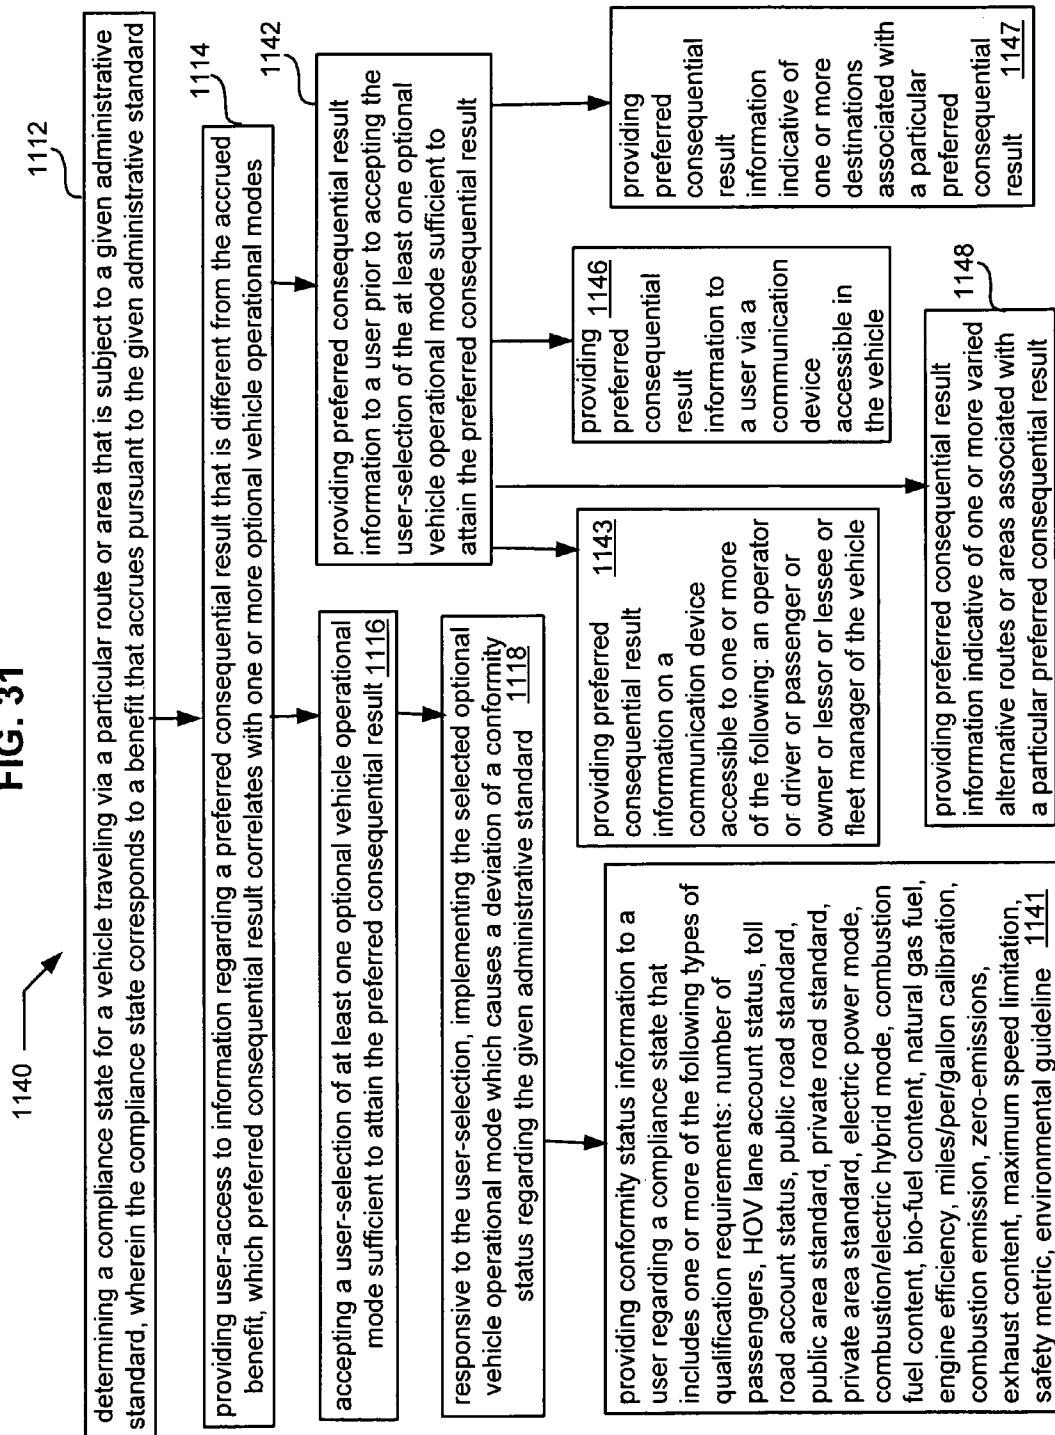 FIG. 31
1140
1112
determining a compliance state for a vehicle traveling via a particular route or area that is subject to a given administrative
standard, wherein the compliance state corresponds to a benefit that accrues pursuant to the given administrative standard
1114
providing user-access to information regarding a preferred consequential result that is different from the accrued
benefit, which preferred consequential result correlates with one or more optional vehicle operational modes
accepting a user-selection of at least one optional vehicle operational
mode sufficient to attain the preferred consequential result 1116
responsive to the user-selection, implementing the selected optional
vehicle operational mode which causes a deviation of a conformity
status regarding the given administrative standard 1118
1142
providing preferred consequential result
information to a user prior to accepting the
user-selection of the at least one optional
vehicle operational mode sufficient to
attain the preferred consequential result
providing conformity status information to a
user regarding a compliance state that
includes one or more of the following types of
qualification requirements: number of
passengers, HOV lane account status, toll
road account status, public road standard,
public area standard, private road standard,
private area standard, electric power mode,
combustion/electric hybrid mode, combustion
fuel content, bio-fuel content, natural gas fuel,
engine efficiency, miles/per/gallon calibration,
combustion emission, zero-emissions,
exhaust content, maximum speed limitation,
safety metric, environmental guideline 1141
providing 1143
preferred
consequential result
information on a
communication device
accessible to one or more
of the following: an operator
or driver or passenger or
owner or lessor or lessee or
fleet manager of the vehicle
providing 1146
preferred
consequential
result
information to
a user via a
communication
device
accessible in
the vehicle
providing
preferred
consequential
result
information
indicative of
one or more
destinations
associated with
a particular
preferred
consequential
result 1147
1148
providing preferred consequential result
information indicative of one or more varied
alternative routes or areas associated with
a particular preferred consequential result